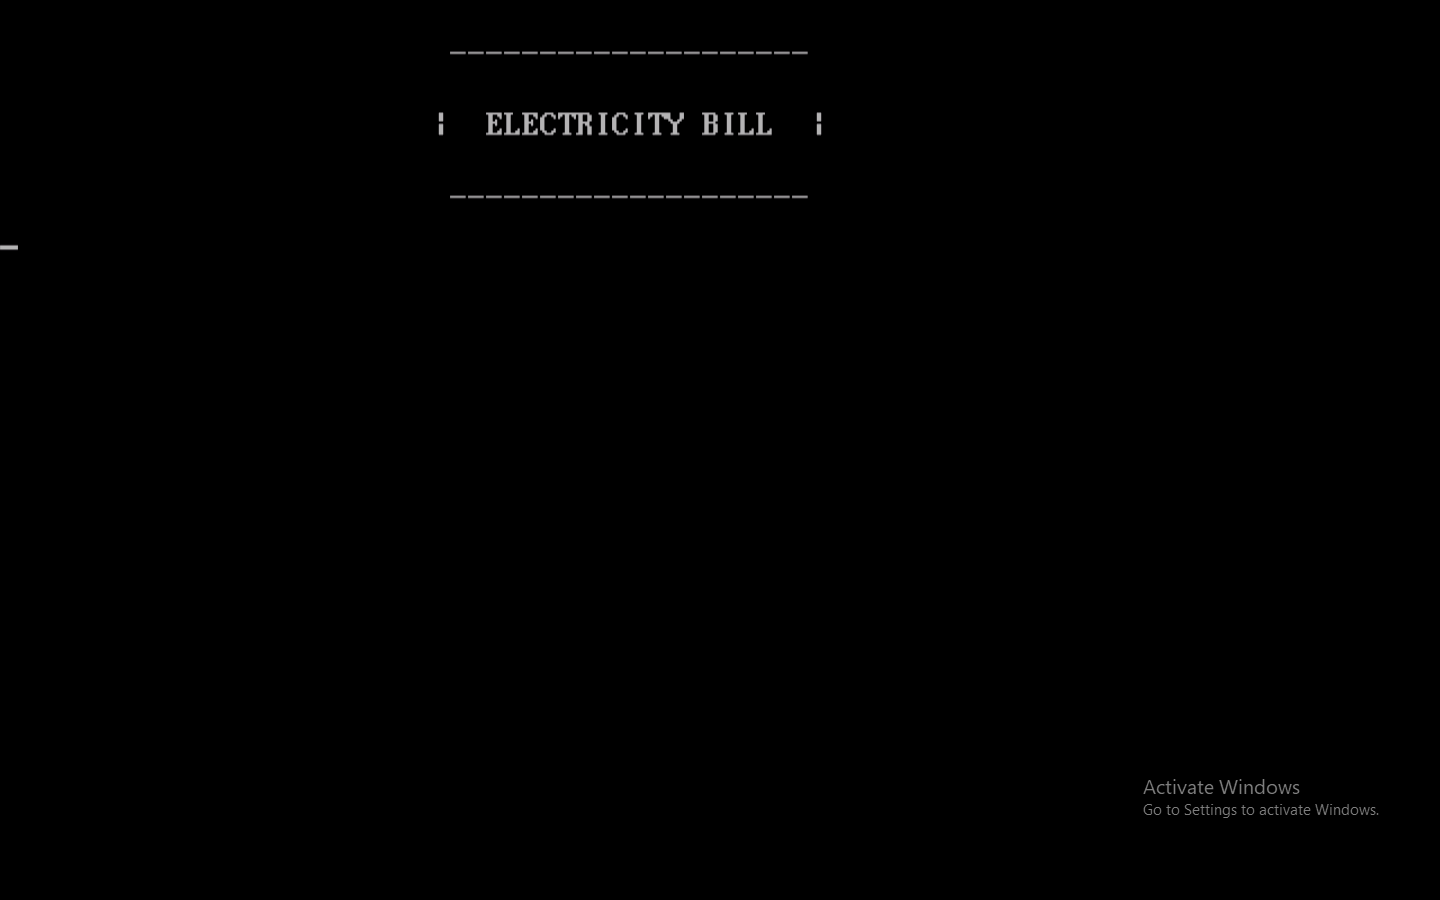 --------------------
|  ELECTRICITY BILL  |
--------------------
Activate Windows
Go to Settings to activate Windows.